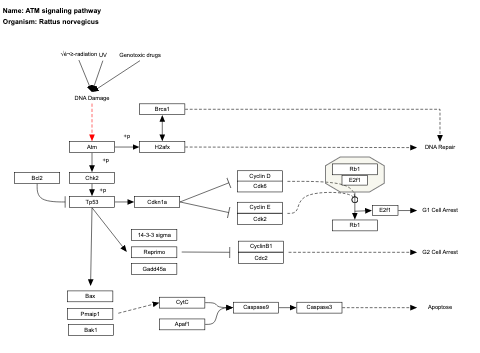 Name: ATM signaling pathway
Organism: Rattus norvegicus
√é¬≥-radiation UV Genotoxic drugs
DNA Damage
Brca1
+p
Atm H2afx DNA Repair
+p
Bcl2 Chk2 Cyclin D Cdk6 Rb1 E2f1
+p
Tp53 Cdkn1a Cyclin E Cdk2 E2f1 G1 Cell Arrest
Rb1
14-3-3 sigma
Reprimo CyclinB1 Cdc2 G2 Cell Arrest
Gadd45a
Bax
Pmaip1 CytC Caspase9 Caspase3 Apoptose
Bak1 Apaf1